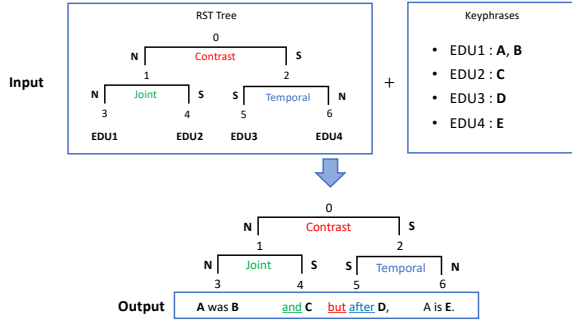 RST Tree
Keyphrases
0
N Contrast S
1 2
N Joint S S Temporal N
3 4 5 6
EDU1 EDU2 EDU3 EDU4
Input
+
• EDU1 : A, B
• EDU2 : C
• EDU3 : D
• EDU4 : E
0
N Contrast S
1 2
N Joint S S Temporal N
3 4 5 6
Output A was B and C but after D, A is E.